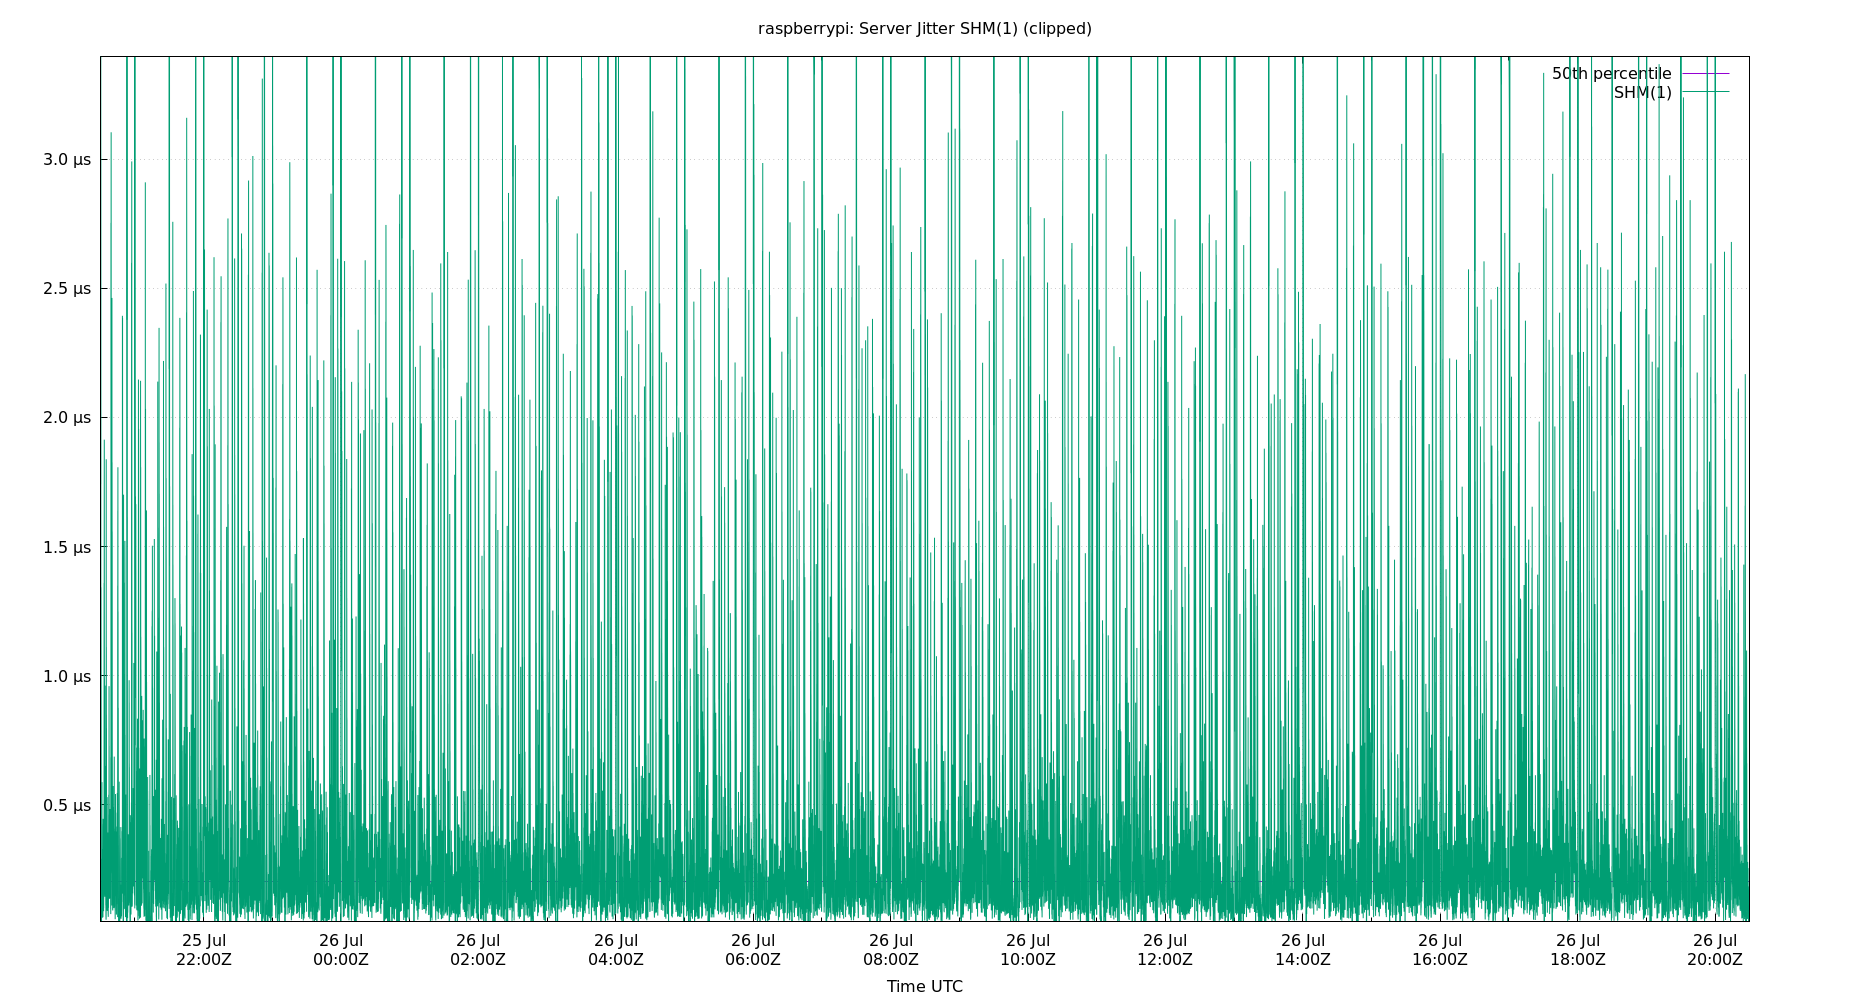 raspberrypi: Server Jitter SHM(1) (clipped)
50th percentile
SHM(1)
3.0 µs
2.5 µs
2.0 µs
1.5 µs
1.0 µs
0.5 µs
25 Jul 26 Jul 26 Jul 26 Jul 26 Jul 26 Jul 26 Jul 26 Jul 26 Jul 26 Jul 26 Jul 26 Jul
22:00Z 00:00Z 02:00Z 04:00Z 06:00Z 08:00Z 10:00Z 12:00Z 14:00Z 16:00Z 18:00Z 20:00Z
Time UTC